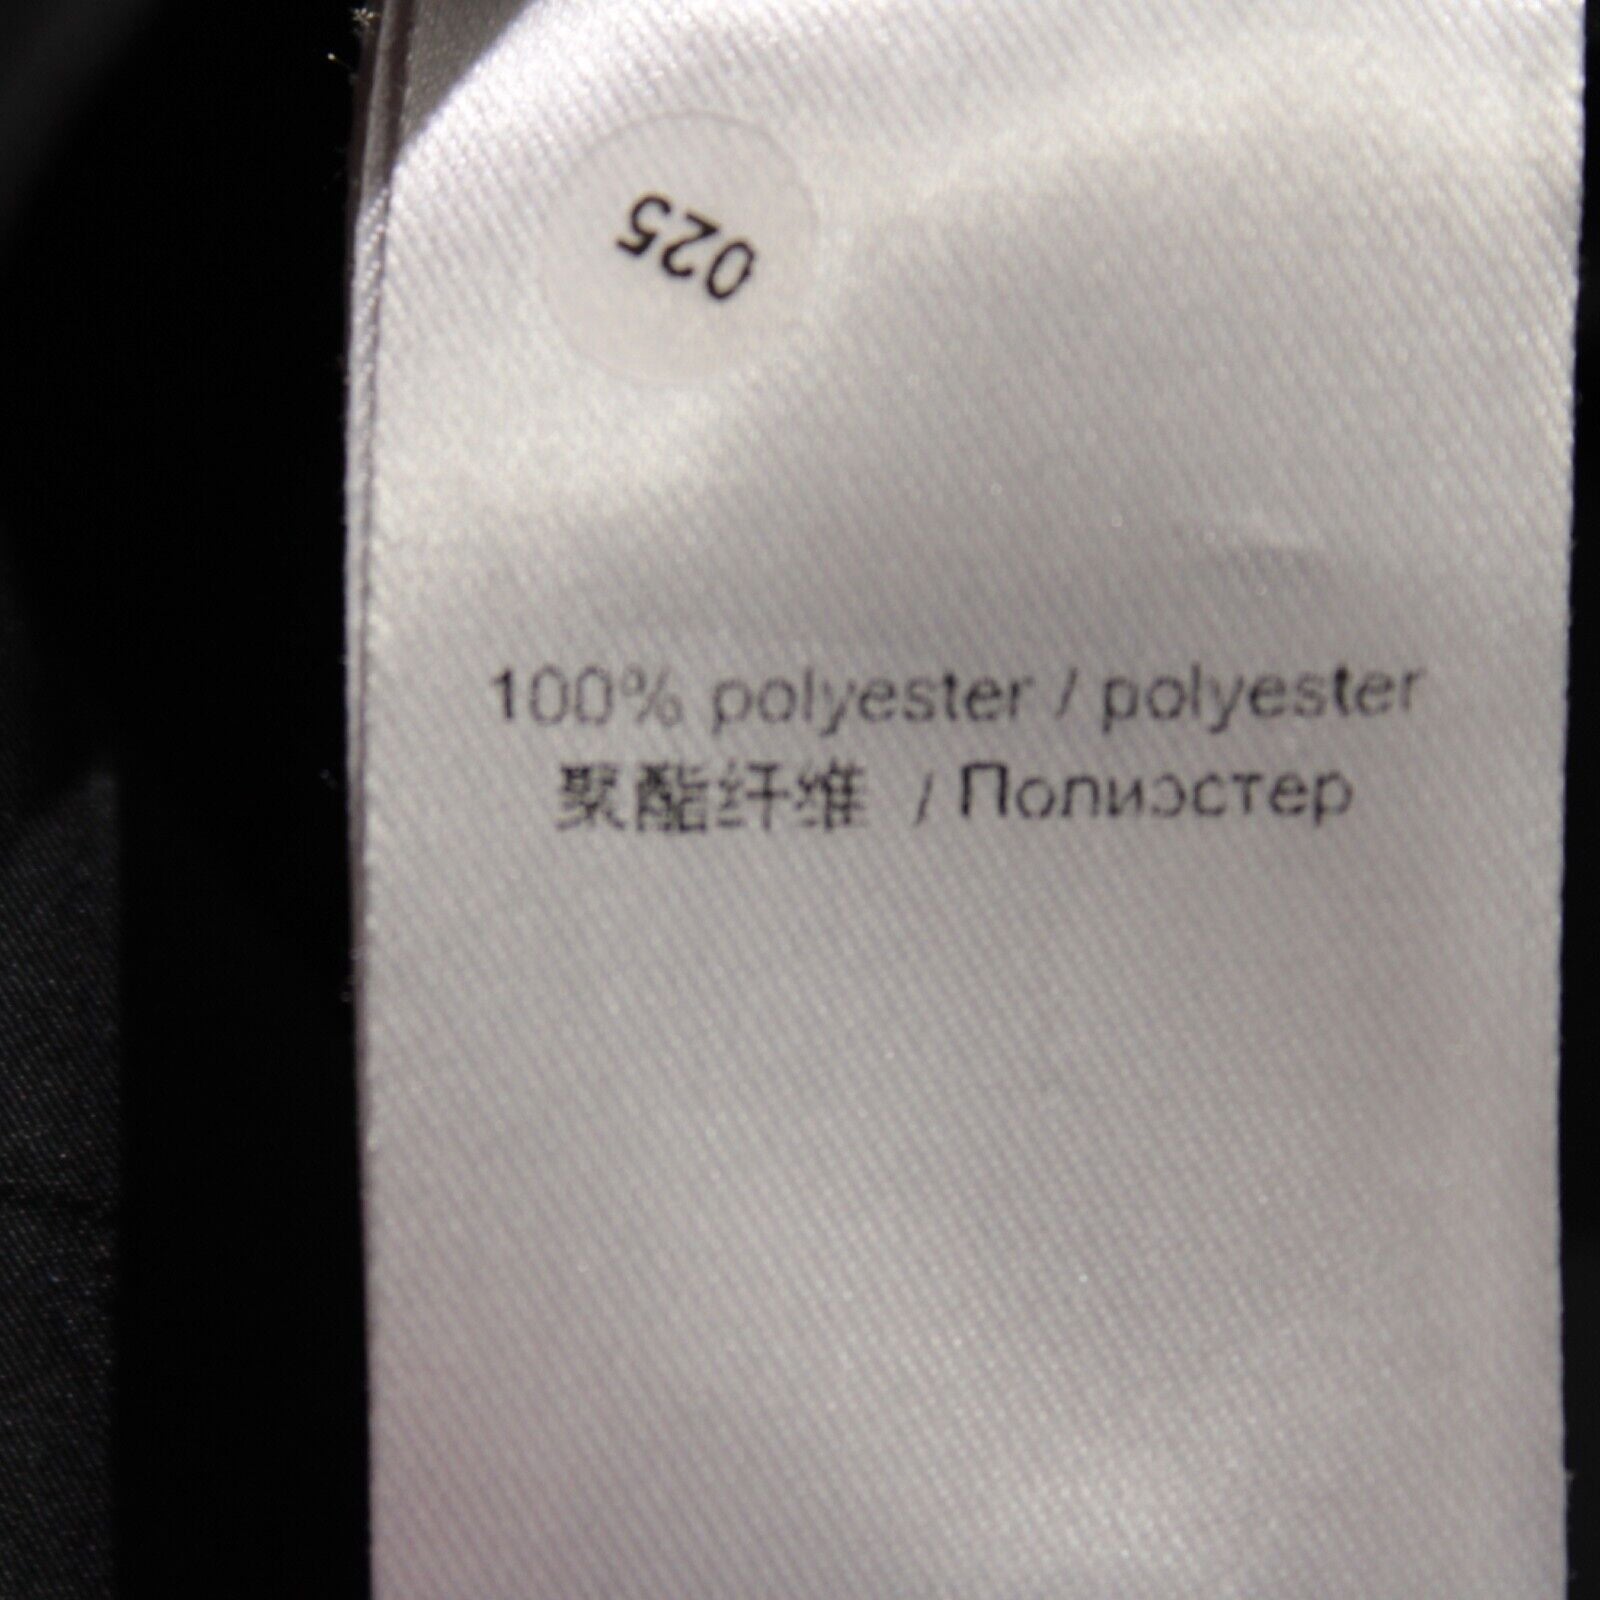 025
100% polyester / polyester
聚酯纤维 / Полиэстер